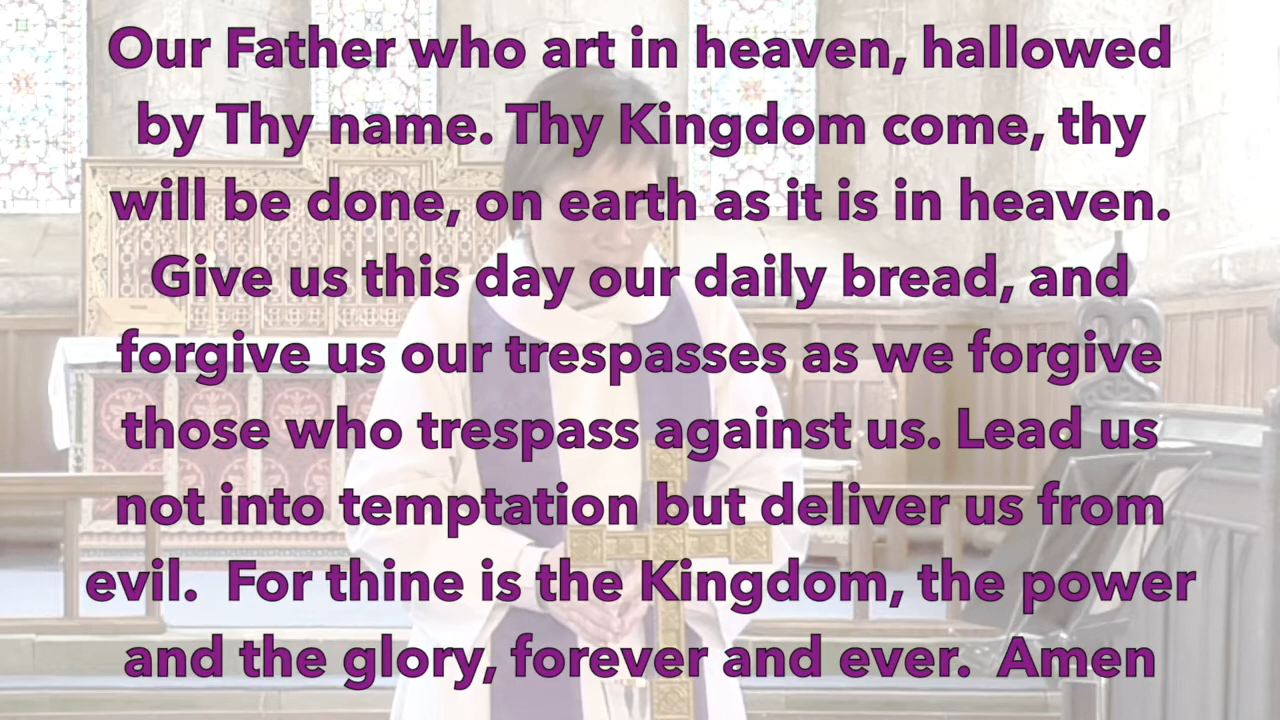 Our Father who art in heaven, hallowed
by Thy name. Thy Kingdom come, thy
will be done, on earth as it is in heaven.
Give us this day our daily bread, and
forgive us our trespasses as we forgive
those who trespass against us. Lead us
not into temptation but deliver us from
evil.  For thine is the Kingdom, the power
and the glory, forever and ever.  Amen